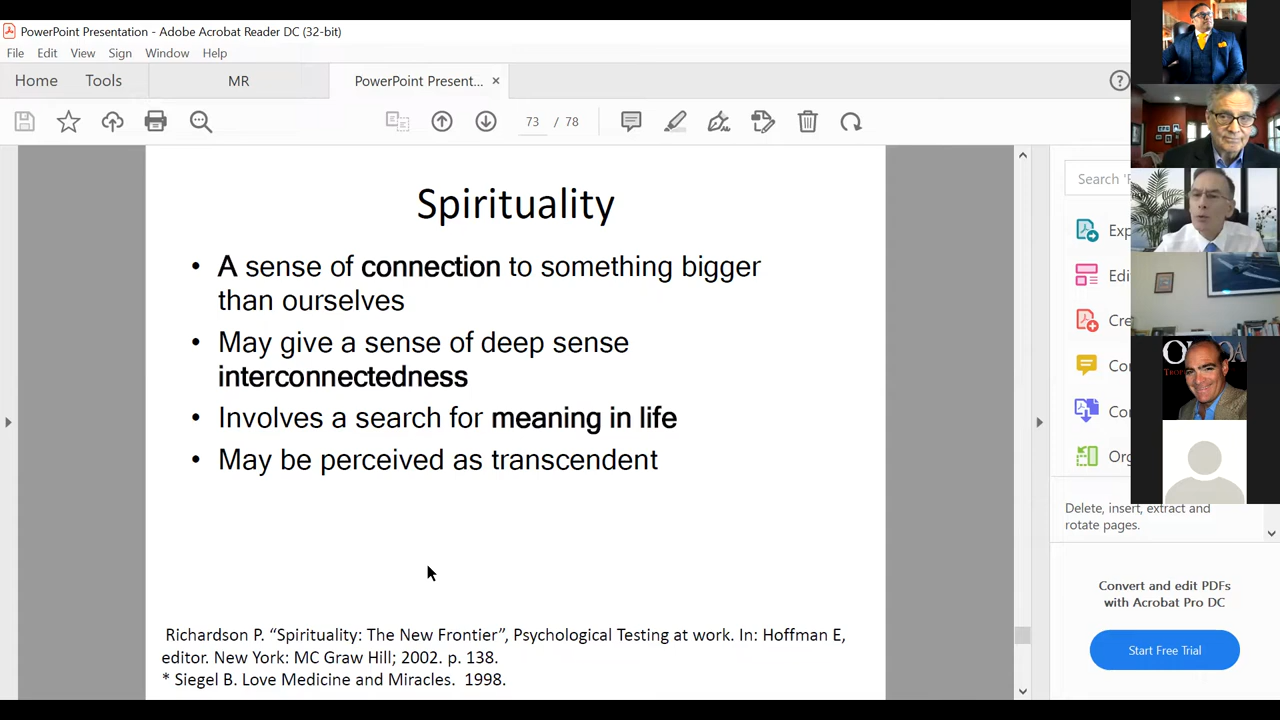 PowerPoint Presentation - Adobe Acrobat Reader DC (32-bit)
File Edit View Sign Window Help
Home Tools MR PowerPoint Present... ×
73 / 78
Spirituality
• A sense of connection to something bigger
than ourselves
• May give a sense of deep sense
interconnectedness
• Involves a search for meaning in life
• May be perceived as transcendent
Richardson P. “Spirituality: The New Frontier”, Psychological Testing at work. In: Hoffman E,
editor. New York: MC Graw Hill; 2002. p. 138.
* Siegel B. Love Medicine and Miracles. 1998.
Search
Delete, insert, extract and
rotate pages.
Convert and edit PDFs
with Acrobat Pro DC
Start Free Trial